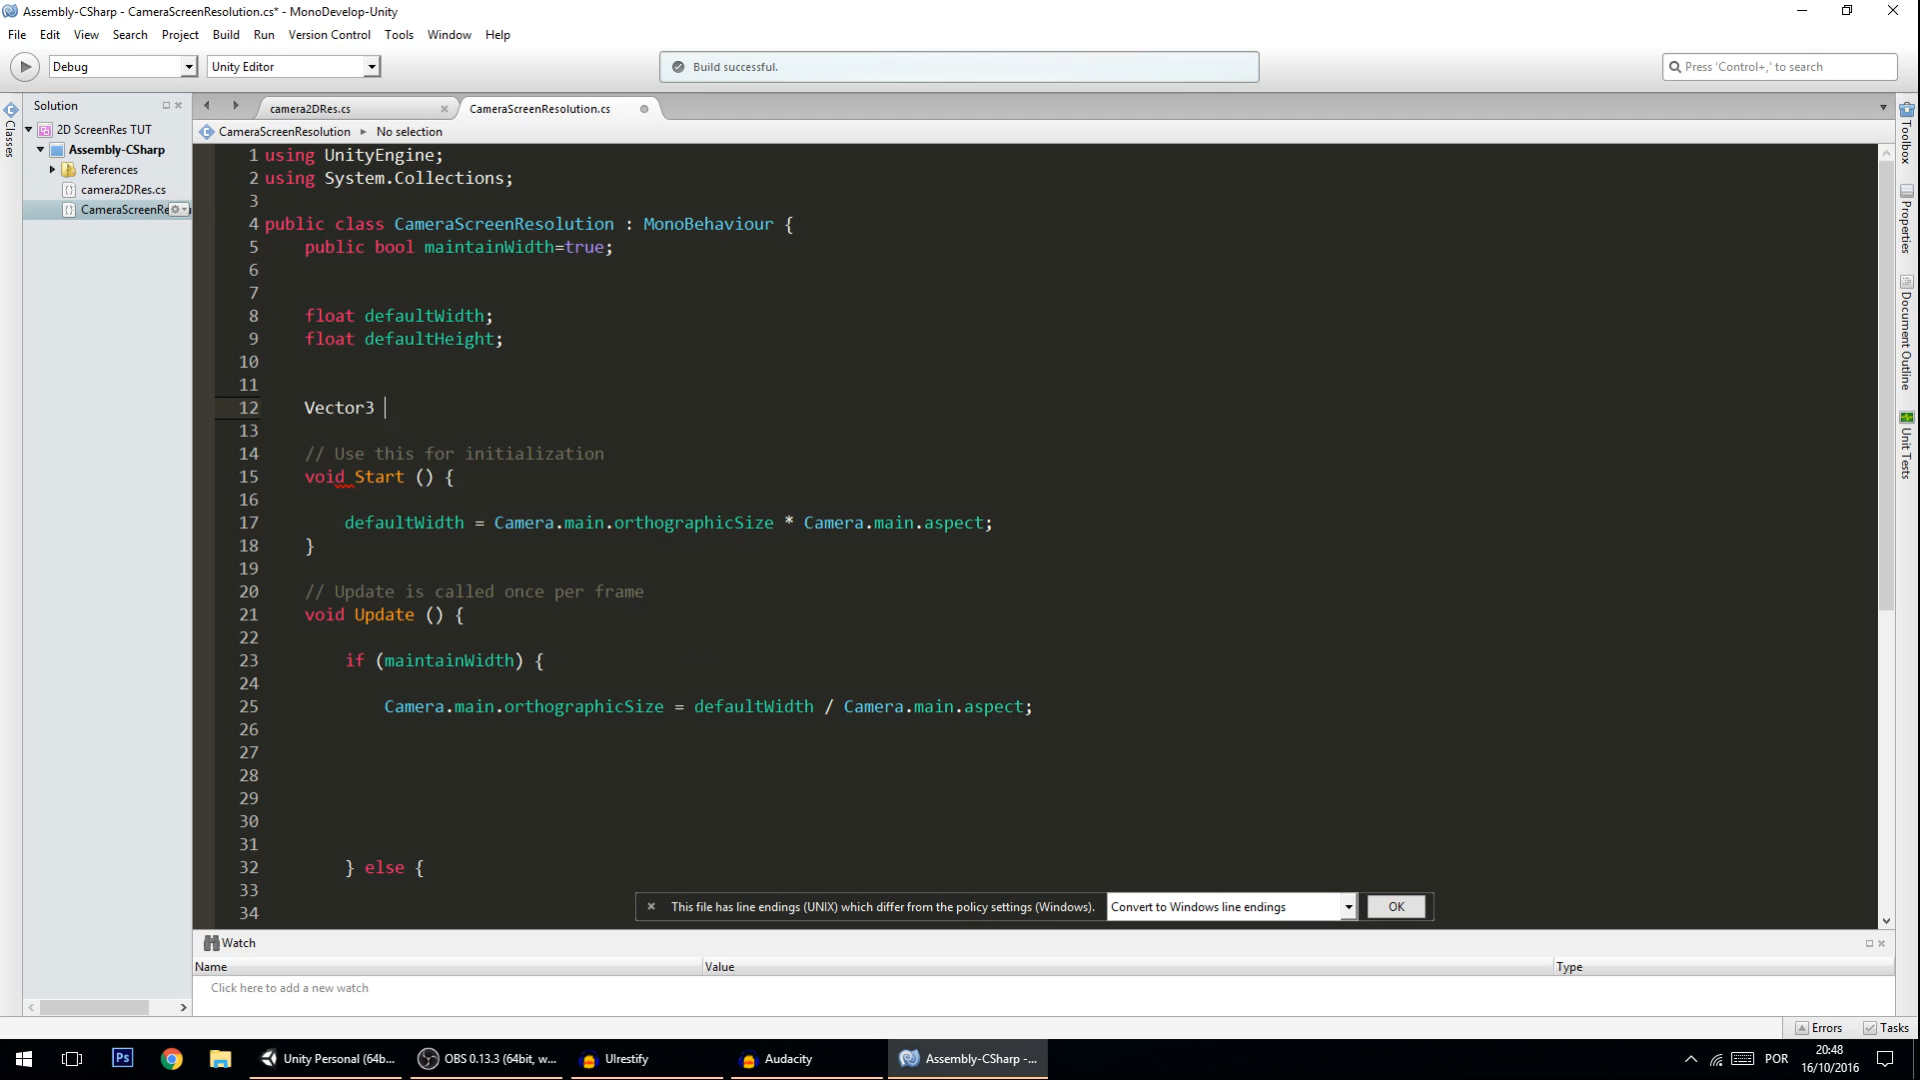 Assembly-CSharp - CameraScreenResolution.cs* - MonoDevelop-Unity
File Edit View Search Project Build Run Version Control Tools Window Help
Debug Unity Editor Build successful. Press 'Control+,' to search
Solution camera2DRes.cs CameraScreenResolution.cs
CameraScreenResolution No selection
2D ScreenRes TUT
Assembly-CSharp
References
camera2DRes.cs
CameraScreenRe
Classes
1 using UnityEngine;
2 using System.Collections;
3
4 public class CameraScreenResolution : MonoBehaviour {
5 public bool maintainWidth=true;
6
7
8 float defaultWidth;
9 float defaultHeight;
10
11
12 Vector3
13
14 // Use this for initialization
15 void Start () {
16
17 defaultWidth = Camera.main.orthographicSize * Camera.main.aspect;
18 }
19
20 // Update is called once per frame
21 void Update () {
22
23 if (maintainWidth) {
24
25 Camera.main.orthographicSize = defaultWidth / Camera.main.aspect;
26
27
28
29
30
31
32 } else {
33
34
This file has line endings (UNIX) which differ from the policy settings (Windows). Convert to Windows line endings OK
Toolbox
Properties
Document Outline
Unit Tests
Watch
Name Value Type
Click here to add a new watch
Errors Tasks
Ps Unity Personal (64b... OBS 0.13.3 (64bit, w... UIrestify Audacity Assembly-CSharp -... POR 20:48
16/10/2016